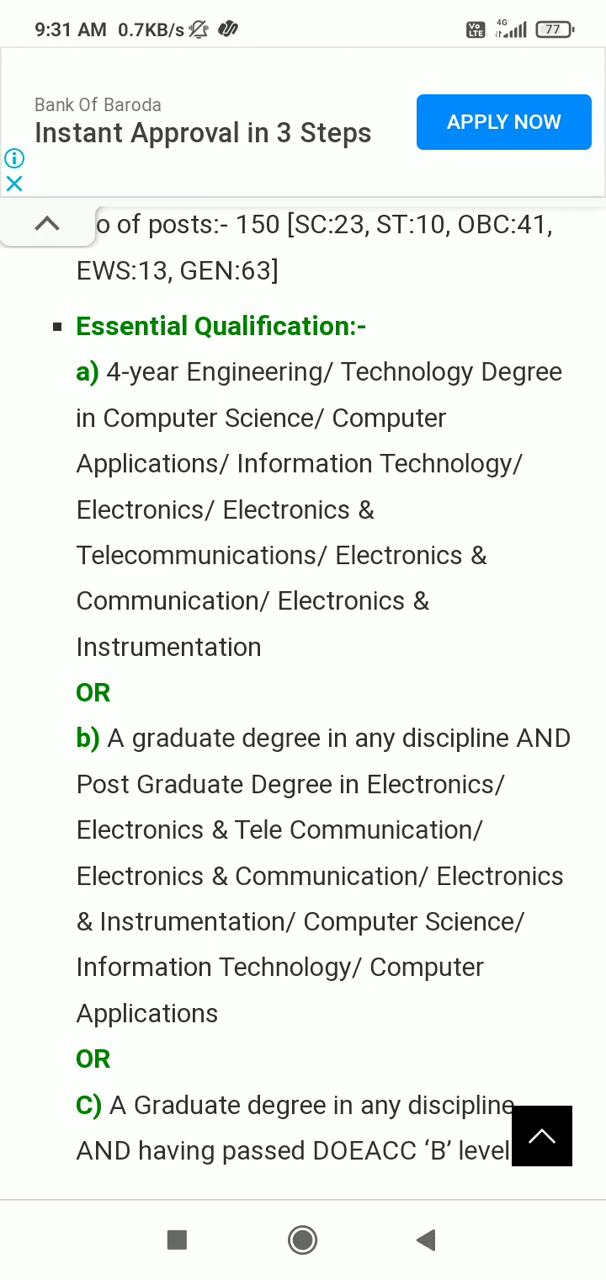 9:31 AM 0.7KB/s Vo LTE 4G 77
Bank Of Baroda
Instant Approval in 3 Steps
APPLY NOW
o of posts:- 150 [SC:23, ST:10, OBC:41,
EWS:13, GEN:63]
Essential Qualification:-
a) 4-year Engineering/ Technology Degree
in Computer Science/ Computer
Applications/ Information Technology/
Electronics/ Electronics &
Telecommunications/ Electronics &
Communication/ Electronics &
Instrumentation
OR
b) A graduate degree in any discipline AND
Post Graduate Degree in Electronics/
Electronics & Tele Communication/
Electronics & Communication/ Electronics
& Instrumentation/ Computer Science/
Information Technology/ Computer
Applications
OR
C) A Graduate degree in any discipline
AND having passed DOEACC ‘B’ level